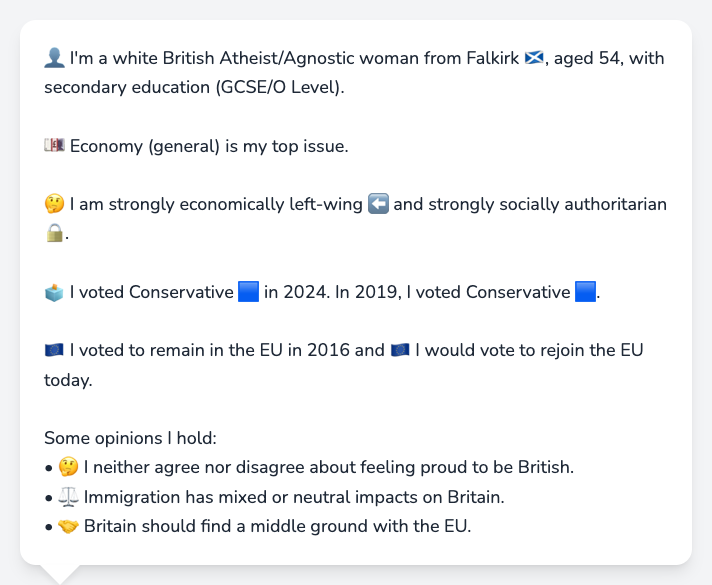 👤 I'm a white British Atheist/Agnostic woman from Falkirk 🏴󠁧󠁢󠁳󠁣󠁴󠁿, aged 54, with
secondary education (GCSE/O Level).
💷 Economy (general) is my top issue.
🤔 I am strongly economically left-wing ⬅️ and strongly socially authoritarian
🔒.
🗳️ I voted Conservative 🟦 in 2024. In 2019, I voted Conservative 🟦.
🇪🇺 I voted to remain in the EU in 2016 and 🇪🇺 I would vote to rejoin the EU
today.
Some opinions I hold:
• 🤔 I neither agree nor disagree about feeling proud to be British.
• ⚖️ Immigration has mixed or neutral impacts on Britain.
• 🤝 Britain should find a middle ground with the EU.